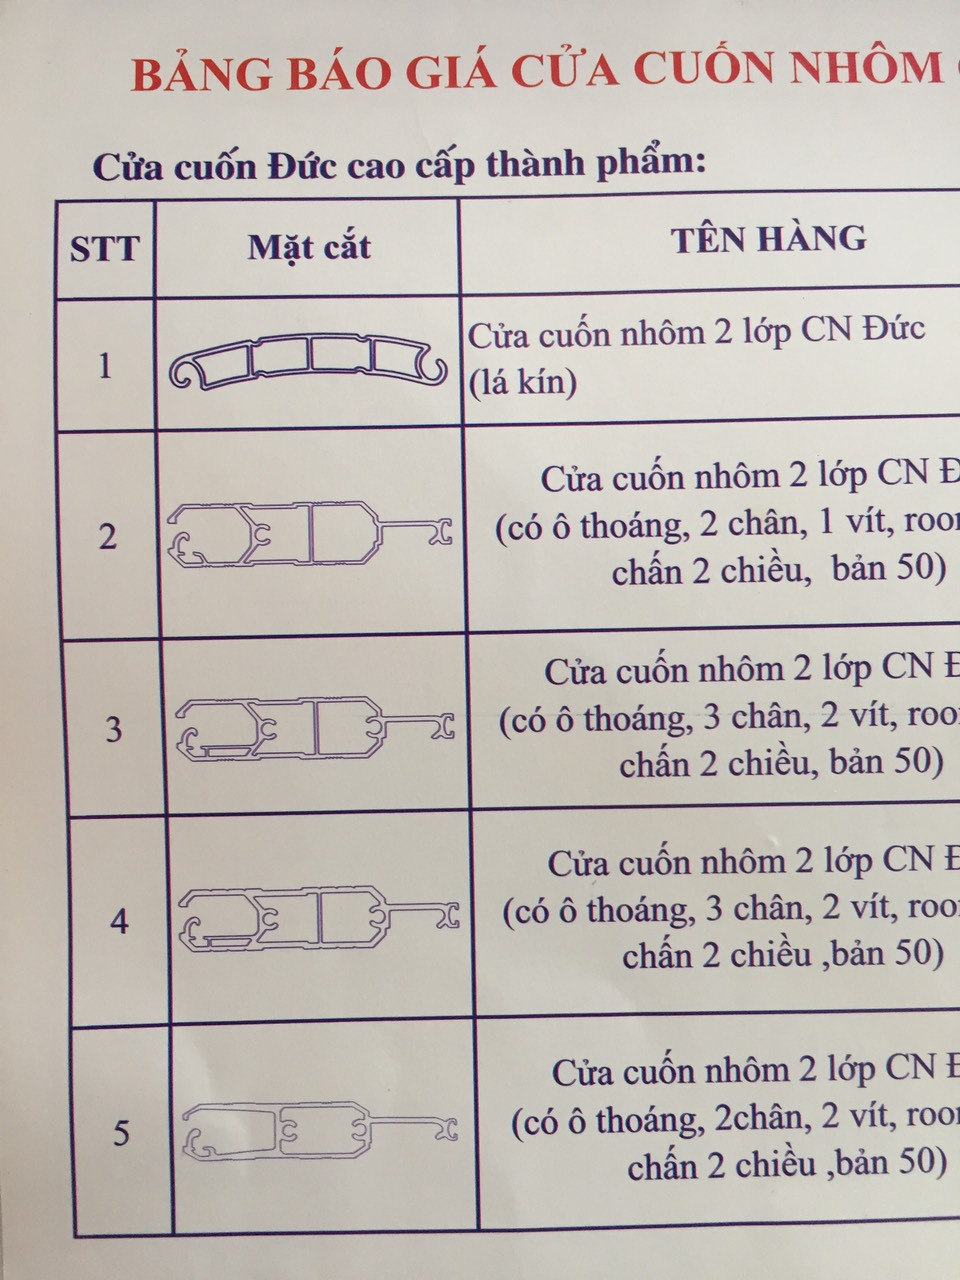 BẢNG BÁO GIÁ CỬA CUỐN NHÔM
Cửa cuốn Đức cao cấp thành phẩm:
STT Mặt cắt TÊN HÀNG
1
Cửa cuốn nhôm 2 lớp CN Đức
(lá kín)
2
Cửa cuốn nhôm 2 lớp CN
(có ô thoáng, 2 chân, 1 vít,
chấn 2 chiều, bản 50)
3
Cửa cuốn nhôm 2 lớp CN
(có ô thoáng, 3 chân, 2 vít,
chấn 2 chiều, bản 50)
4
Cửa cuốn nhôm 2 lớp CN
(có ô thoáng, 3 chân, 2 vít,
chấn 2 chiều ,bản 50)
5
Cửa cuốn nhôm 2 lớp CN
(có ô thoáng, 2chân, 2 vít,
chấn 2 chiều ,bản 50)